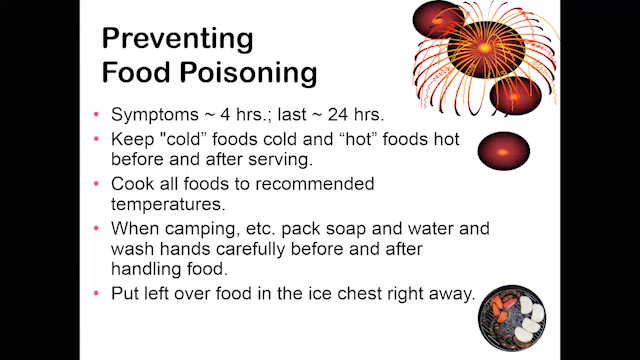 Preventing
Food Poisoning
• Symptoms ~ 4 hrs.; last ~ 24 hrs.
• Keep "cold” foods cold and “hot” foods hot
before and after serving.
• Cook all foods to recommended
temperatures.
• When camping, etc. pack soap and water and
wash hands carefully before and after
handling food.
• Put left over food in the ice chest right away.